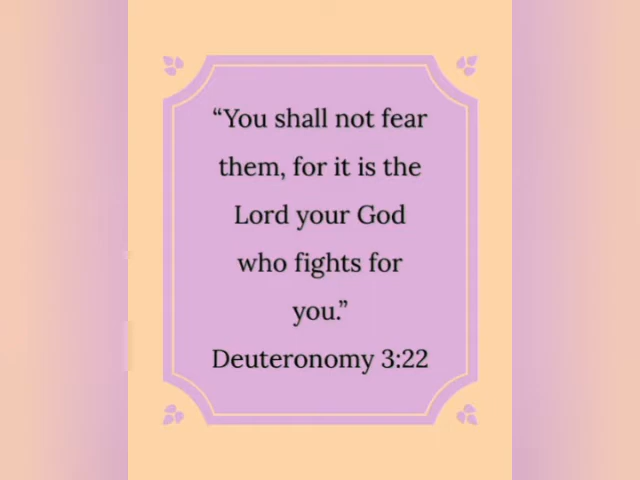 “You shall not fear
them, for it is the
Lord your God
who fights for
you.”
Deuteronomy 3:22